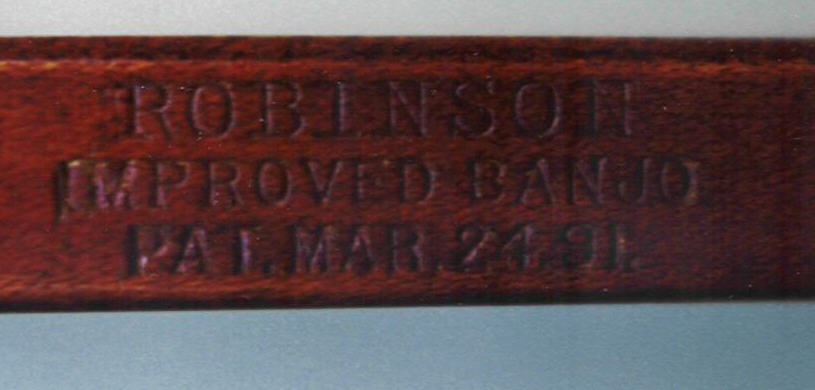 ROBINSON
IMPROVED BANJO
PAT. MAR. 24. 91.